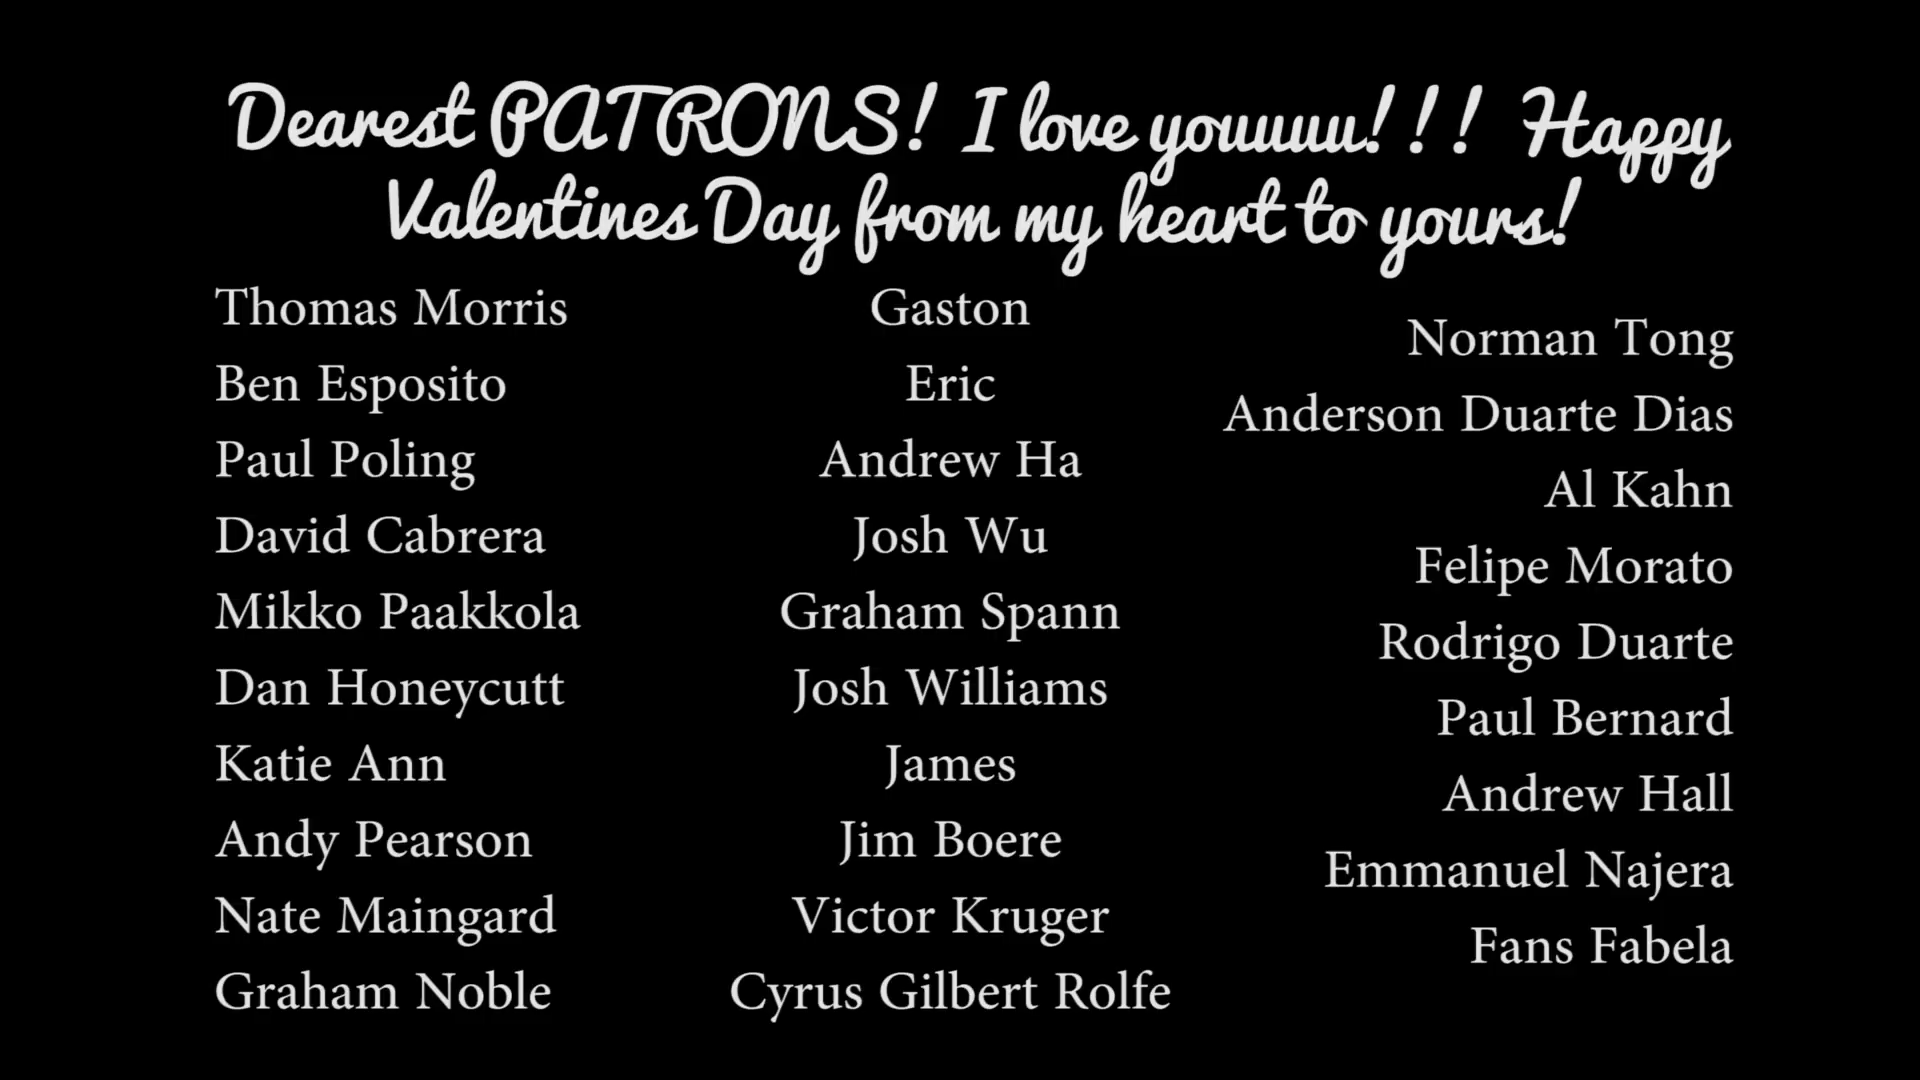 Dearest PATRONS! I love youuuu!!! Happy
Valentines Day from my heart to yours!
Thomas Morris
Ben Esposito
Paul Poling
David Cabrera
Mikko Paakkola
Dan Honeycutt
Katie Ann
Andy Pearson
Nate Maingard
Graham Noble
Gaston
Eric
Andrew Ha
Josh Wu
Graham Spann
Josh Williams
James
Jim Boere
Victor Kruger
Cyrus Gilbert Rolfe
Norman Tong
Anderson Duarte Dias
Al Kahn
Felipe Morato
Rodrigo Duarte
Paul Bernard
Andrew Hall
Emmanuel Najera
Fans Fabela